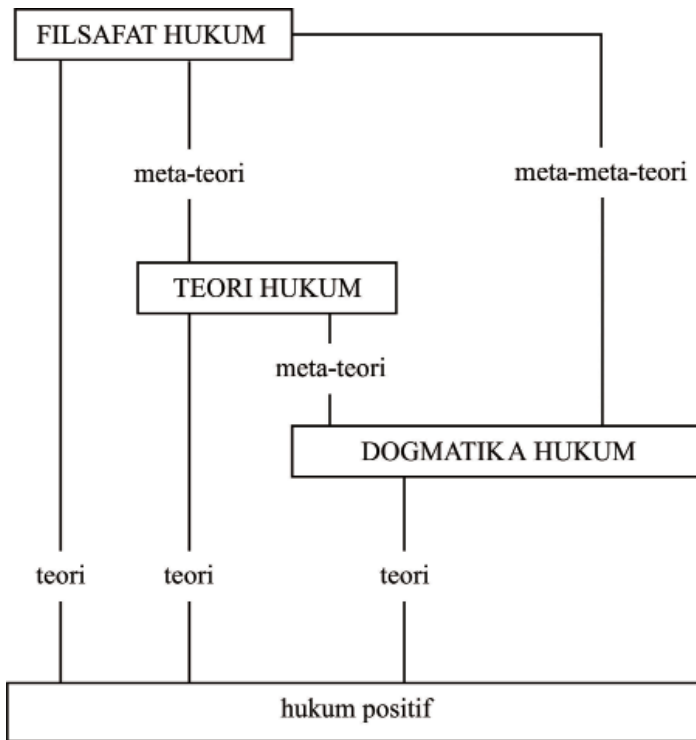 FILSAFAT HUKUM
meta-teori
meta-meta-teori
TEORI HUKUM
meta-teori
DOGMATIKA HUKUM
teori
teori
teori
hukum positif